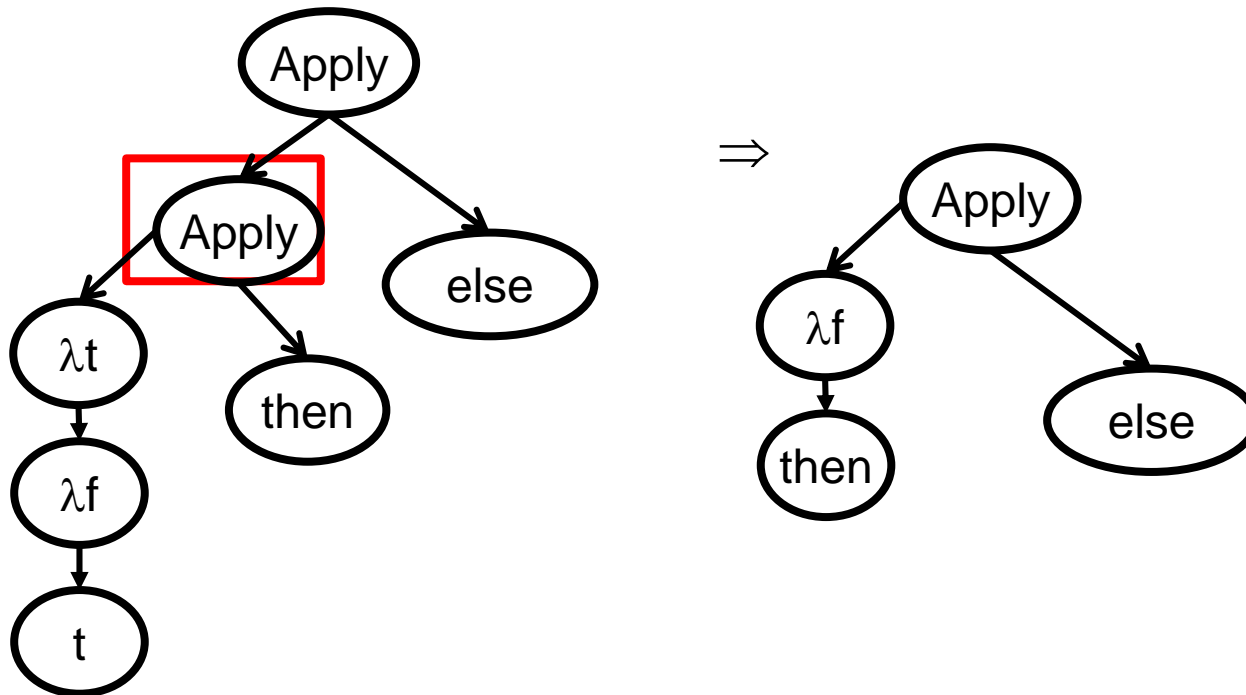 Apply
⇒
Apply
Apply
else
λt
then
λf
t
λf
then
else